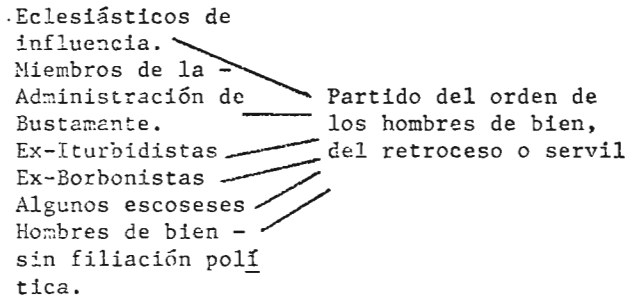 Eclesiásticos de
influencia.
Miembros de la -
Administración de
Bustamante.
Ex-Iturbidistas
Ex-Borbonistas
Algunos escoseses
Hombres de bien -
sin filiación polí
tica.
Partido del orden de
los hombres de bien,
del retroceso o servil